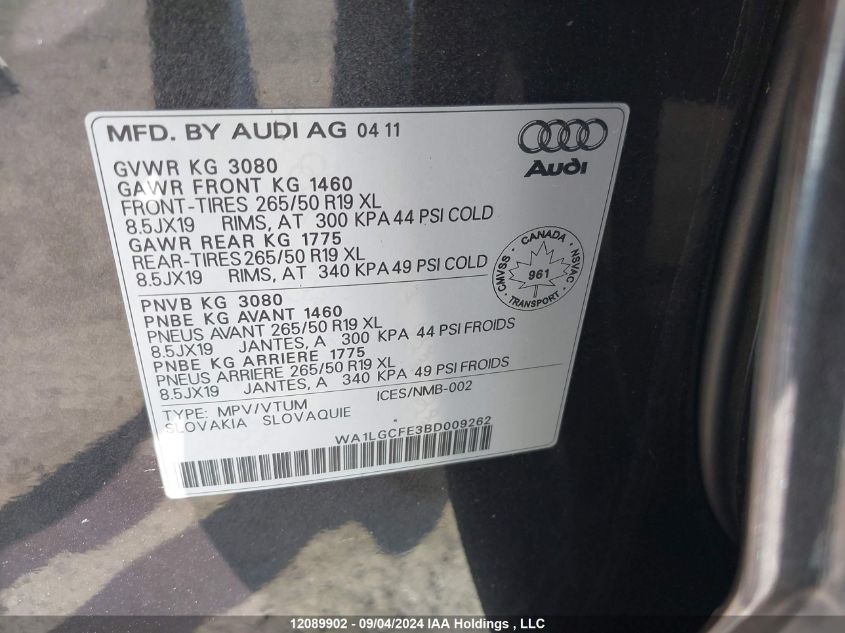 MFD. BY AUDI AG 04 11
Audi
GVWR KG 3080
GAWR FRONT KG 1460
FRONT-TIRES 265/50 R19 XL
8.5JX19 RIMS, AT 300 KPA 44 PSI COLD
GAWR REAR KG 1775
REAR-TIRES 265/50 R19 XL
8.5JX19 RIMS, AT 340 KPA 49 PSI COLD
CANADA
CMVSS 961 NSVAC
TRANSPORT
PNVB KG 3080
PNBE KG AVANT 1460
PNEUS AVANT 265/50 R19 XL
8.5JX19 JANTES, A 300 KPA 44 PSI FROIDS
PNBE KG ARRIERE 1775
PNEUS ARRIERE 265/50 R19 XL
8.5JX19 JANTES, A 340 KPA 49 PSI FROIDS
TYPE: MPV/VTUM ICES/NMB-002
SLOVAKIA SLOVAQUIE
WA1LGCFE3BD009262
12089902 - 09/04/2024 IAA Holdings , LLC